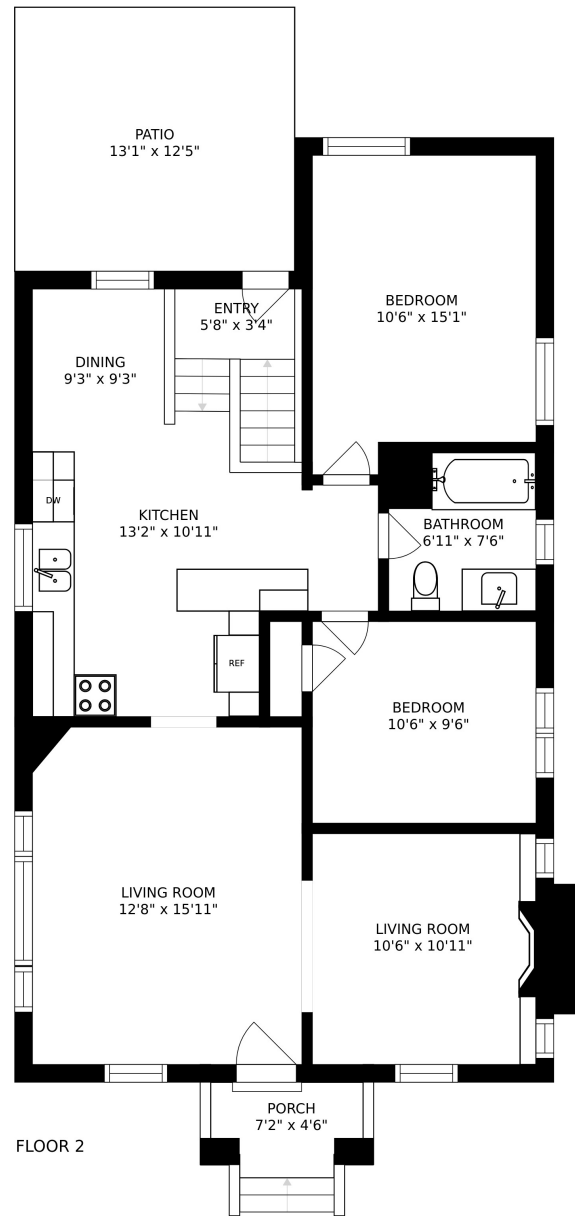 PATIO
13'1" x 12'5"
BEDROOM
10'6" x 15'1"
ENTRY
5'8" x 3'4"
DINING
9'3" x 9'3"
DW
KITCHEN
13'2" x 10'11"
BATHROOM
6'11" x 7'6"
REF
BEDROOM
10'6" x 9'6"
LIVING ROOM
12'8" x 15'11"
LIVING ROOM
10'6" x 10'11"
PORCH
7'2" x 4'6"
FLOOR 2